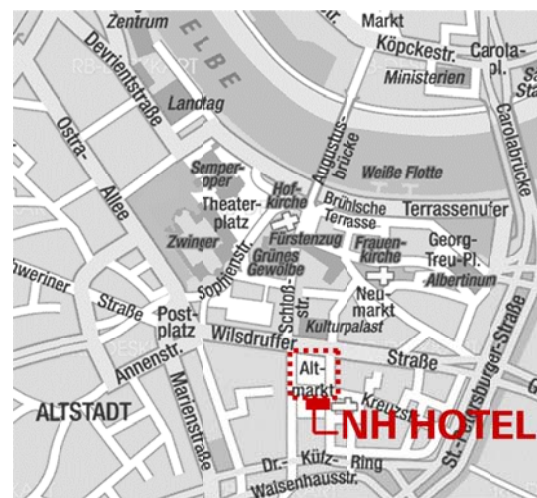 Zentrum
Markt
Köpckestr.
Carola-
pl.
ELBE
Devrientstraße
Ministerien
Landtag
Ostra-
Allee
Augustus-
brücke
Carolabrücke
Semper-
oper
Hof-
kirche
Weiße Flotte
Theater-
platz
Brühlsche
Terrasse
Terrassenufer
Zwinger
Fürstenzug
Frauen-
kirche
Georg-
Treu-Pl.
Grünes
Gewölbe
Albertinum
Sophienstr.
Schloß-
str.
Neu-
markt
Straße
Post-
platz
Wilsdruffer
Kulturpalast
Straße
Annenstr.
Marienstraße
Alt-
markt
Kreuzstr.
St.-Petersburger-Straße
ALTSTADT
NH HOTEL
Dr.- Külz- Ring
Waisenhausstr.